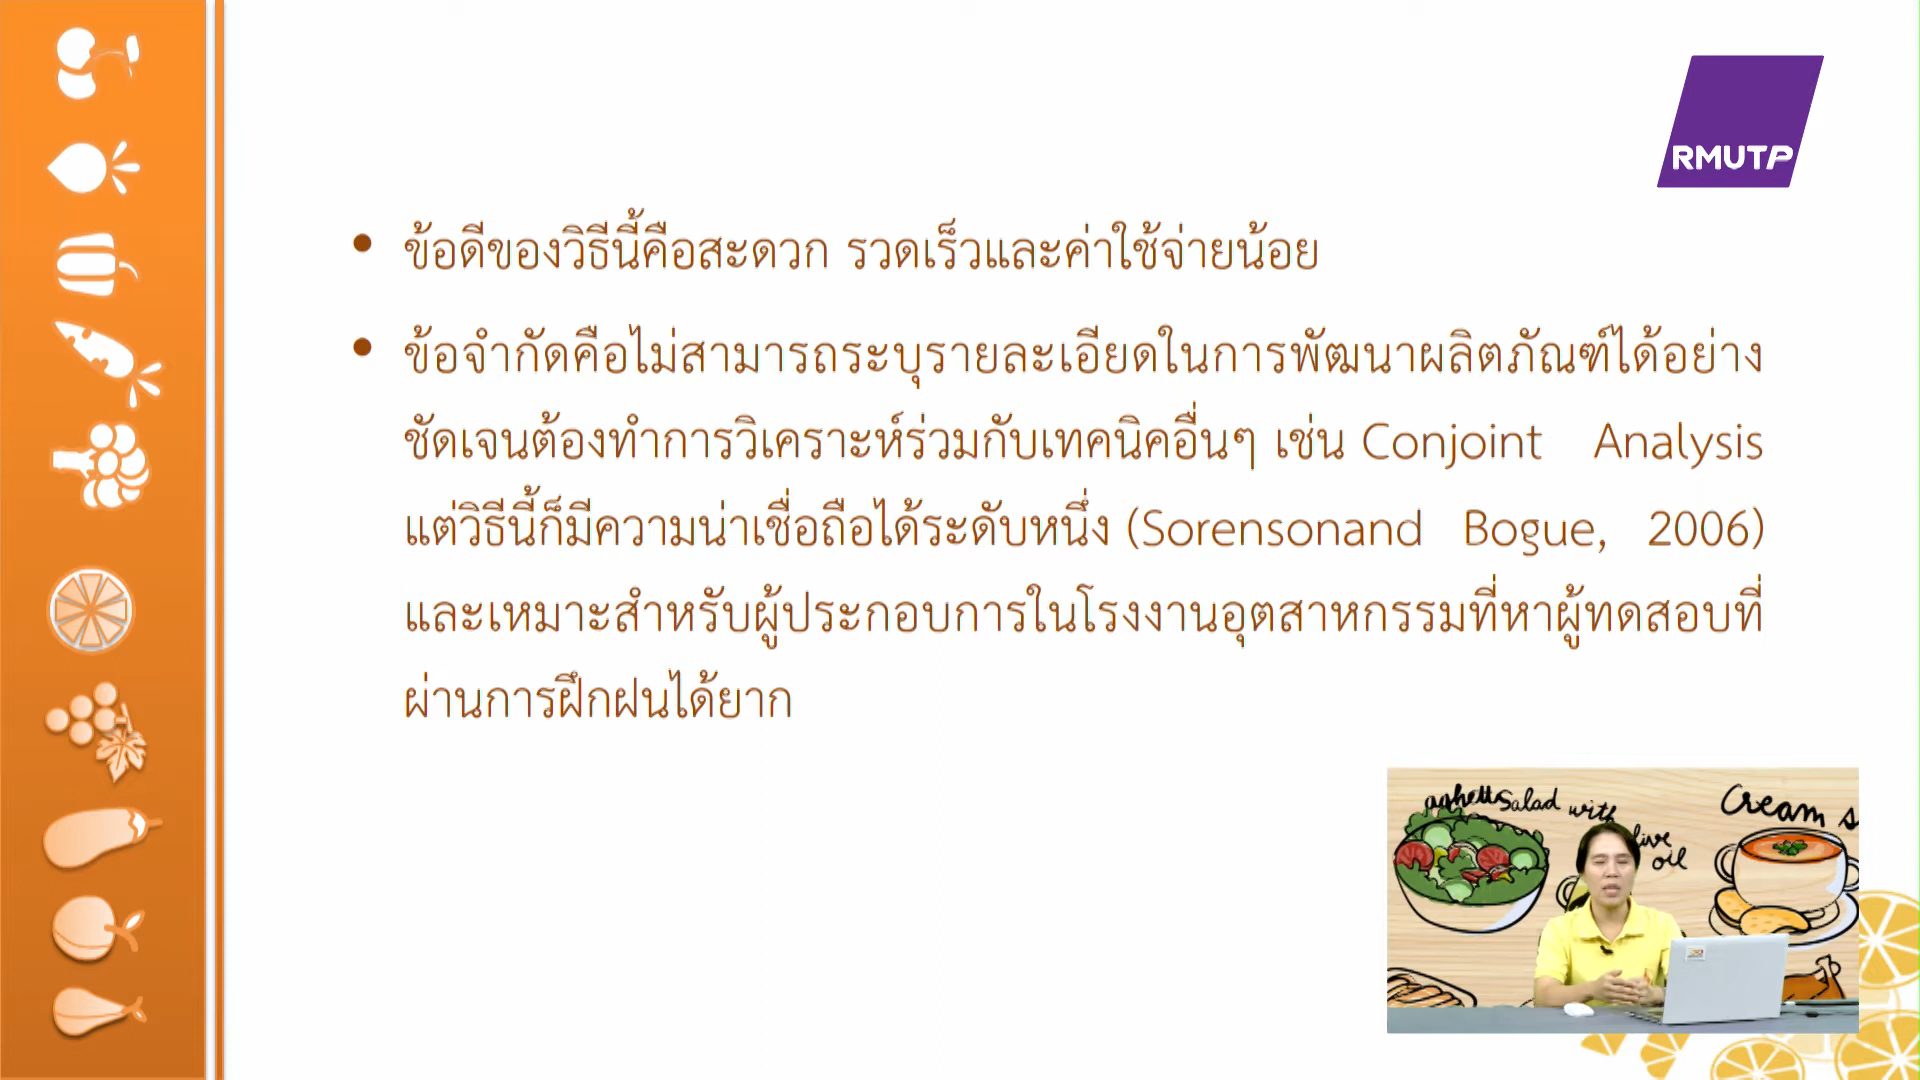 RMUTP
• ข้อดีของวิธีนี้คือสะดวก รวดเร็วและค่าใช้จ่ายน้อย
• ข้อจำกัดคือไม่สามารถระบุรายละเอียดในการพัฒนาผลิตภัณฑ์ได้อย่าง
ชัดเจนต้องทำการวิเคราะห์ร่วมกับเทคนิคอื่นๆ เช่น Conjoint Analysis
แต่วิธีนี้ก็มีความน่าเชื่อถือได้ระดับหนึ่ง (Sorensonand Bogue, 2006)
และเหมาะสำหรับผู้ประกอบการในโรงงานอุตสาหกรรมที่หาผู้ทดสอบที่
ผ่านการฝึกฝนได้ยาก
Salad with
oil
Cream